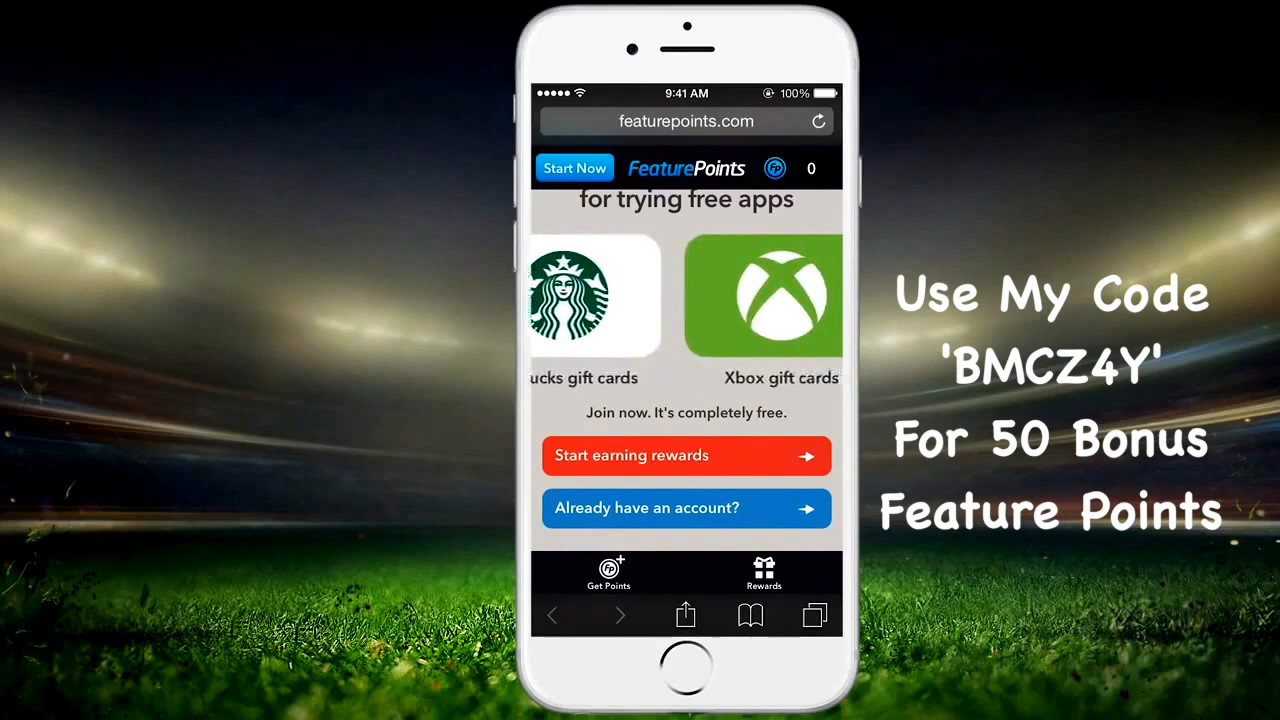 9:41 AM
100%
featurepoints.com
Start Now
FeaturePoints
FP
0
for trying free apps
ucks gift cards
Xbox gift cards
Join now. It's completely free.
Start earning rewards
Already have an account?
FP
Get Points
Rewards
Use My Code
'BMCZ4Y'
For 50 Bonus
Feature Points